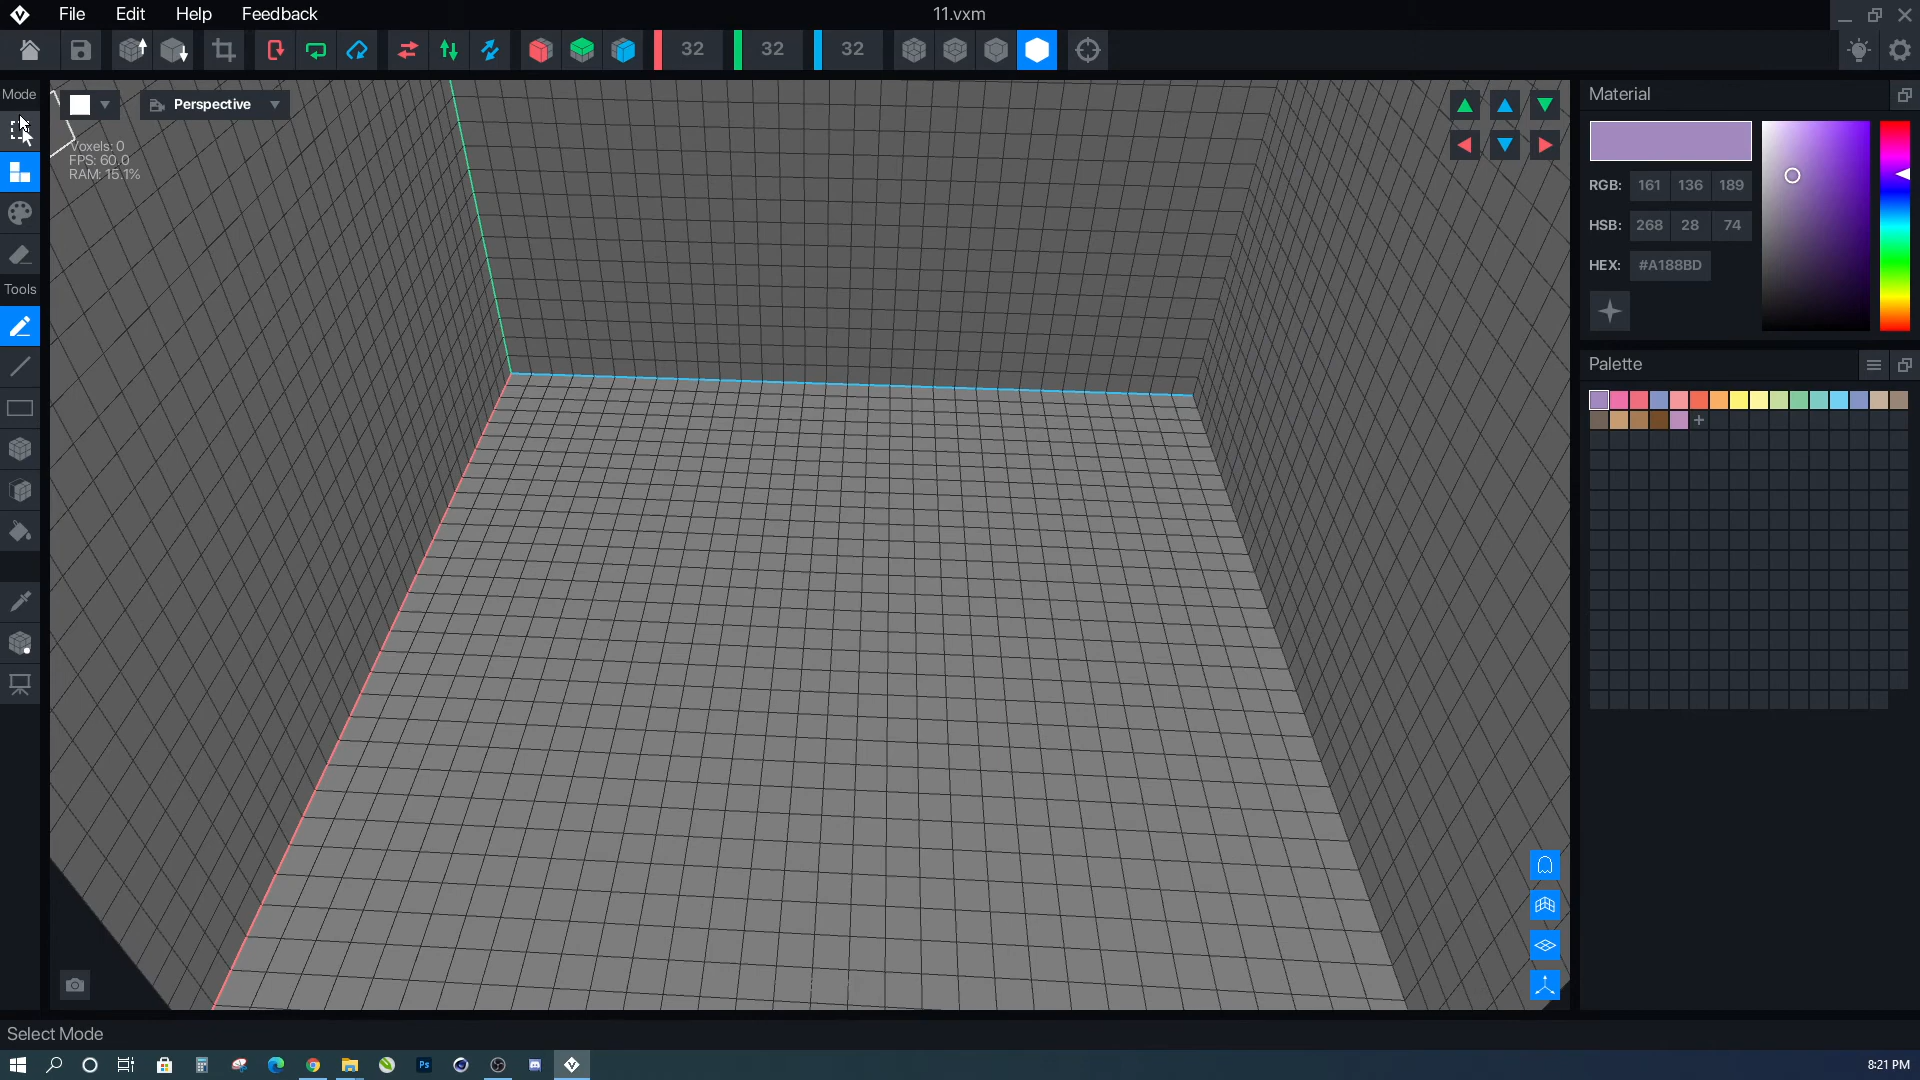 File Edit Help Feedback 11.vxm
32 32 32
Mode
Perspective
Material
Voxels: 0
FPS: 60.0
RAM: 15.1%
RGB: 161 136 189
HSB: 268 28 74
HEX: #A188BD
Tools
Palette
Select Mode
Ps
8:21 PM